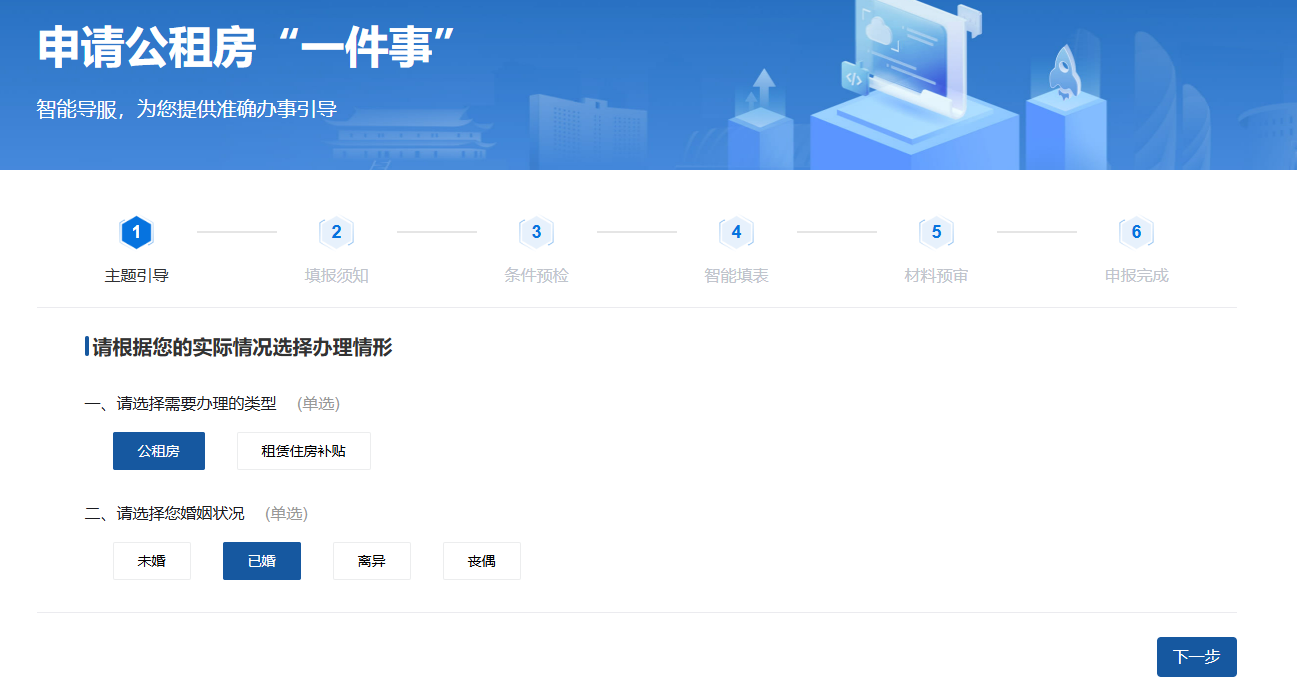 申请公租房“一件事”
智能导服，为您提供准确办事引导
</>
1 2 3 4 5 6
主题引导 填报须知 条件预检 智能填表 材料预审 申报完成
请根据您的实际情况选择办理情形
一、请选择需要办理的类型 (单选)
公租房 租赁住房补贴
二、请选择您婚姻状况 (单选)
未婚 已婚 离异 丧偶
下一步